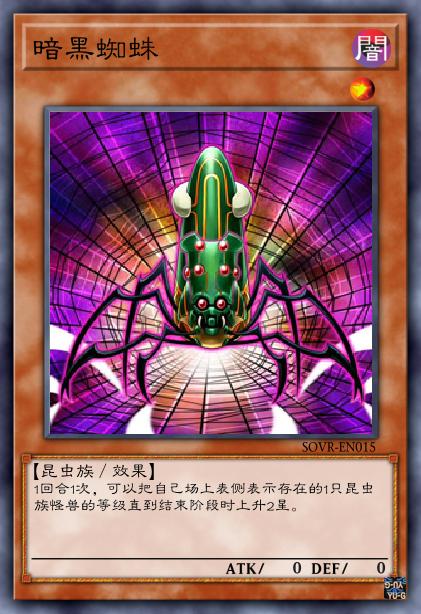 暗黑蜘蛛
闇
SOVR-EN015
【昆虫族／效果】
1回合1次，可以把自己场上表侧表示存在的1只昆虫
族怪兽的等级直到结束阶段时上升2星。
ATK/ 0 DEF/ 0